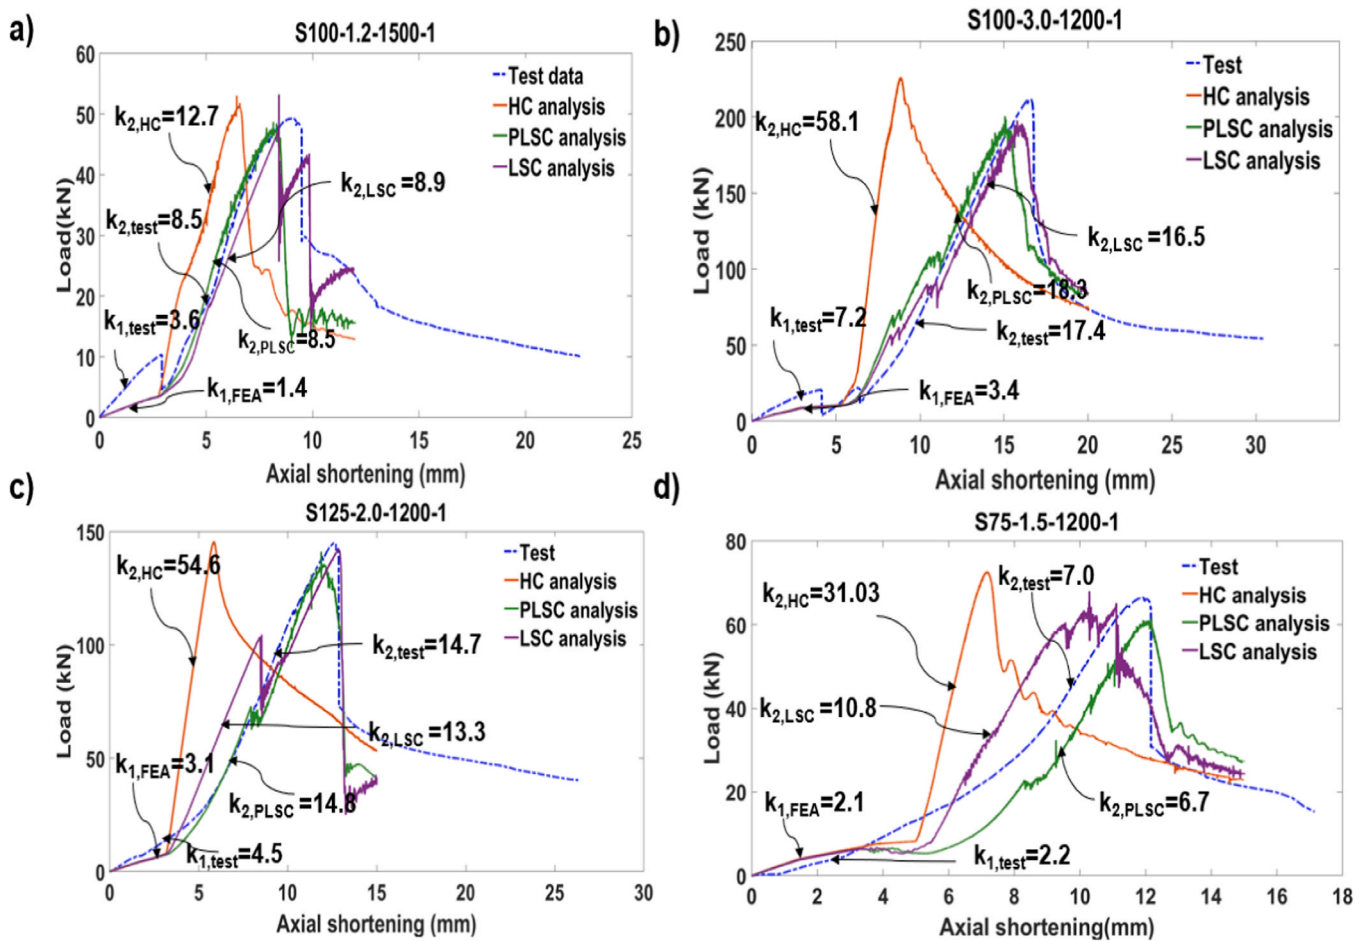 a)
S100-1.2-1500-1
60
50
40
30
20
10
0
Load(kN)
0 5 10 15 20 25
Axial shortening (mm)
Test data
HC analysis
PLSC analysis
LSC analysis
k2,HC=12.7
k2,LSC =8.9
k2,test=8.5
k1,test=3.6
k2,PLSC=8.5
k1,FEA=1.4
b)
S100-3.0-1200-1
250
200
150
100
50
0
Load (kN)
0 5 10 15 20 25 30
Axial shortening(mm)
Test
HC analysis
PLSC analysis
LSC analysis
k2,HC=58.1
k2,LSC =16.5
k2,PLSC=18.3
k1,test=7.2
k2,test=17.4
k1,FEA=3.4
c)
S125-2.0-1200-1
150
100
50
0
Load (kN)
0 5 10 15 20 25 30
Axial shortening(mm)
Test
HC analysis
PLSC analysis
LSC analysis
k2,HC=54.6
k2,test=14.7
k2,LSC =13.3
k1,FEA=3.1
k2,PLSC=14.8
k1,test=4.5
d)
S75-1.5-1200-1
80
60
40
20
0
Load (kN)
0 2 4 6 8 10 12 14 16 18
Axial shortening(mm)
Test
HC analysis
PLSC analysis
LSC analysis
k2,test=7.0
k2,HC=31.03
k2,LSC =10.8
k1,FEA=2.1
k2,PLSC=6.7
k1,test=2.2